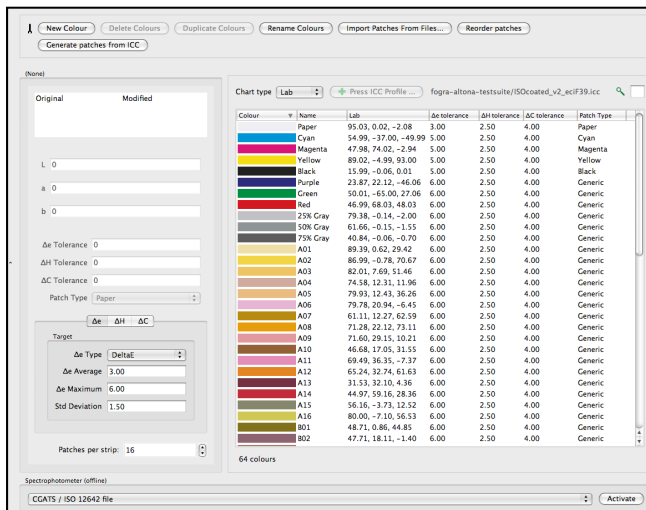 New Colour Delete Colours Duplicate Colours Rename Colours Import Patches From Files... Reorder patches
Generate patches from ICC
(None)
Original Modified
L 0
a 0
b 0
Δe Tolerance 0
ΔH Tolerance 0
ΔC Tolerance 0
Patch Type Paper
Δe ΔH ΔC
Target
Δe Type DeltaE
Δe Average 3.00
Δe Maximum 6.00
Std Deviation 1.50
Patches per strip: 16
Chart type Lab Press ICC Profile ... fogra-altona-testsuite/ISOcoated_v2_eciF39.icc
Colour Name Lab Δe tolerance ΔH tolerance ΔC tolerance Patch Type
Paper 95.03, 0.02, -2.08 3.00 2.50 4.00 Paper
Cyan 54.99, -37.00, -49.99 5.00 2.50 4.00 Cyan
Magenta 47.98, 74.02, -2.94 5.00 2.50 4.00 Magenta
Yellow 89.02, -4.99, 93.00 5.00 2.50 4.00 Yellow
Black 15.99, -0.06, 0.01 5.00 2.50 4.00 Black
Purple 23.87, 22.12, -46.06 6.00 2.50 4.00 Generic
Green 50.01, -65.00, 27.06 6.00 2.50 4.00 Generic
Red 46.99, 68.03, 48.03 6.00 2.50 4.00 Generic
25% Gray 79.38, -0.14, -2.00 6.00 2.50 4.00 Generic
50% Gray 61.66, -0.15, -1.55 6.00 2.50 4.00 Generic
75% Gray 40.84, -0.06, -0.70 6.00 2.50 4.00 Generic
A01 89.39, 0.62, 29.42 6.00 2.50 4.00 Generic
A02 86.99, -0.78, 70.67 6.00 2.50 4.00 Generic
A03 82.01, 7.69, 51.46 6.00 2.50 4.00 Generic
A04 74.58, 12.31, 11.96 6.00 2.50 4.00 Generic
A05 79.93, 12.43, 36.26 6.00 2.50 4.00 Generic
A06 79.78, 20.94, -6.45 6.00 2.50 4.00 Generic
A07 61.11, 12.27, 62.59 6.00 2.50 4.00 Generic
A08 71.28, 22.12, 73.11 6.00 2.50 4.00 Generic
A09 71.60, 29.15, 10.21 6.00 2.50 4.00 Generic
A10 46.68, 17.05, 31.55 6.00 2.50 4.00 Generic
A11 69.49, 36.35, -7.37 6.00 2.50 4.00 Generic
A12 65.24, 32.74, 61.63 6.00 2.50 4.00 Generic
A13 31.53, 32.10, 4.36 6.00 2.50 4.00 Generic
A14 44.97, 59.16, 28.36 6.00 2.50 4.00 Generic
A15 56.16, -3.73, 12.52 6.00 2.50 4.00 Generic
A16 80.00, -7.10, 56.53 6.00 2.50 4.00 Generic
B01 48.71, 0.86, 44.85 6.00 2.50 4.00 Generic
B02 47.71, 18.11, -1.40 6.00 2.50 4.00 Generic
64 colours
Spectrophotometer (offline)
CGATS / ISO 12642 file Activate